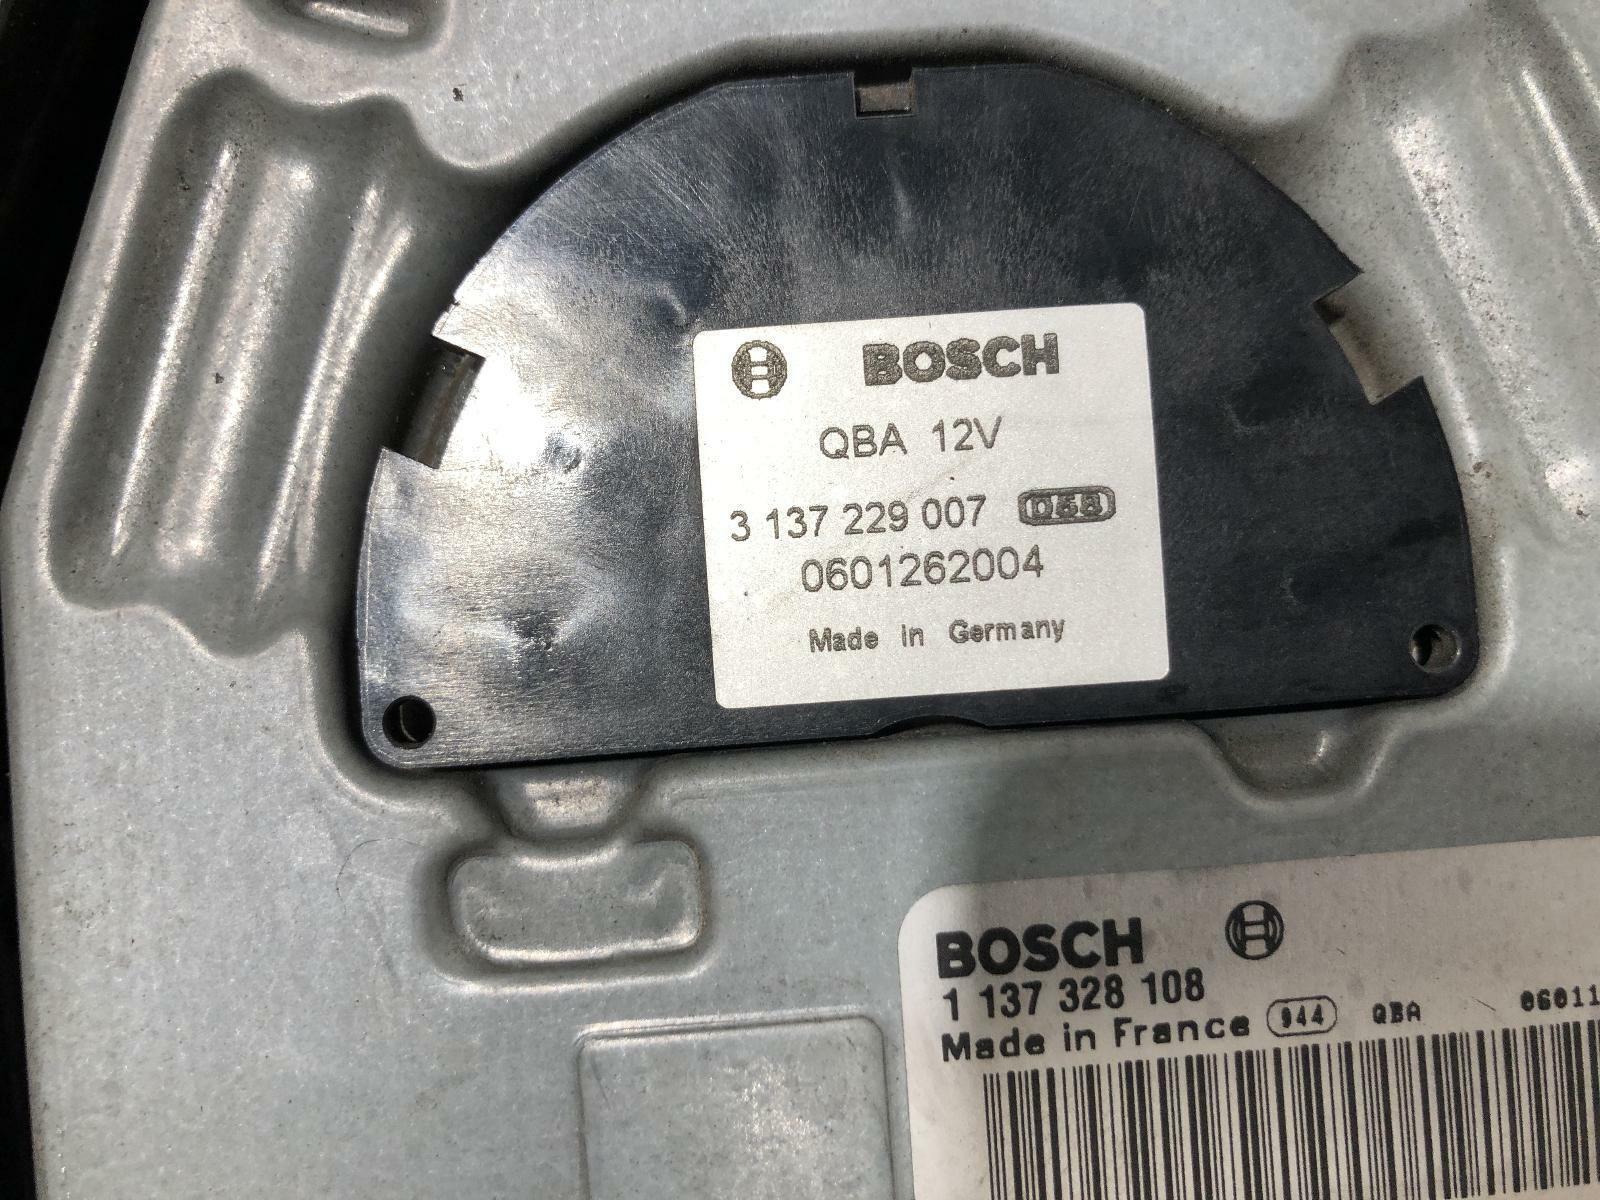 BOSCH
QBA 12V
3 137 229 007 D58
0601262004
Made in Germany
BOSCH
1 137 328 108
Made in France 944 QBA 06011